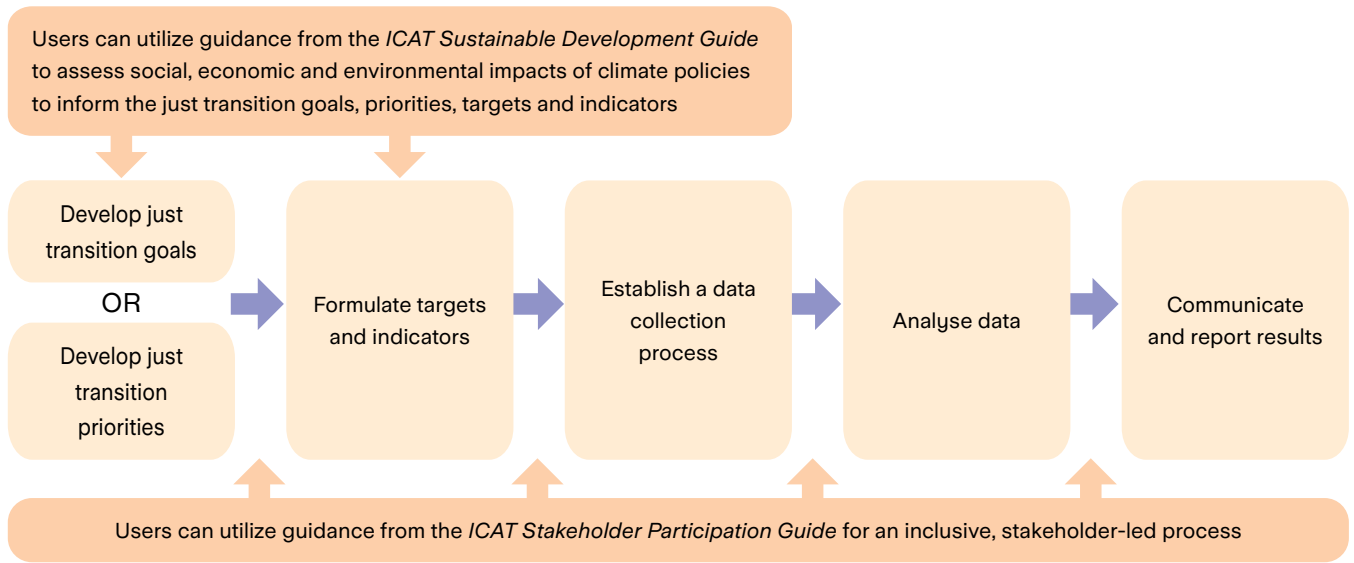 Users can utilize guidance from the ICAT Sustainable Development Guide
to assess social, economic and environmental impacts of climate policies
to inform the just transition goals, priorities, targets and indicators
Develop just
transition goals
OR
Develop just
transition
priorities
Formulate targets
and indicators
Establish a data
collection
process
Analyse data
Communicate
and report results
Users can utilize guidance from the ICAT Stakeholder Participation Guide for an inclusive, stakeholder-led process